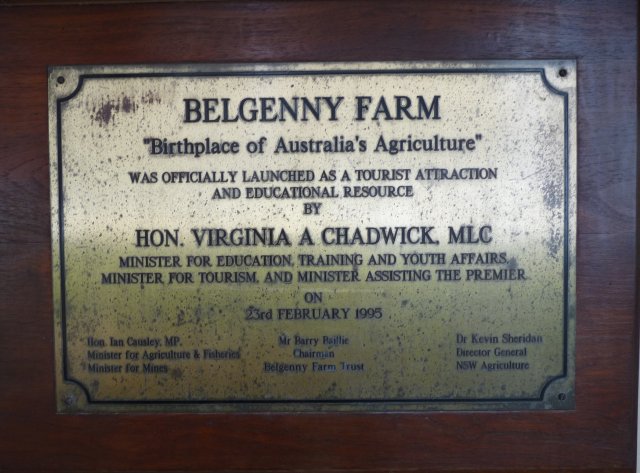 BELGENNY FARM
"Birthplace of Australia's Agriculture"
WAS OFFICIALLY LAUNCHED AS A TOURIST ATTRACTION
AND EDUCATIONAL RESOURCE
BY
HON. VIRGINIA A CHADWICK, MLC
MINISTER FOR EDUCATION, TRAINING AND YOUTH AFFAIRS,
MINISTER FOR TOURISM, AND MINISTER ASSISTING THE PREMIER
ON
23rd FEBRUARY 1995
Hon. Ian Causley, MP.
Minister for Agriculture & Fisheries
Minister for Mines
Mr Barry Baillie
Chairman
Belgenny Farm Trust
Dr Kevin Sheridan
Director General
NSW Agriculture